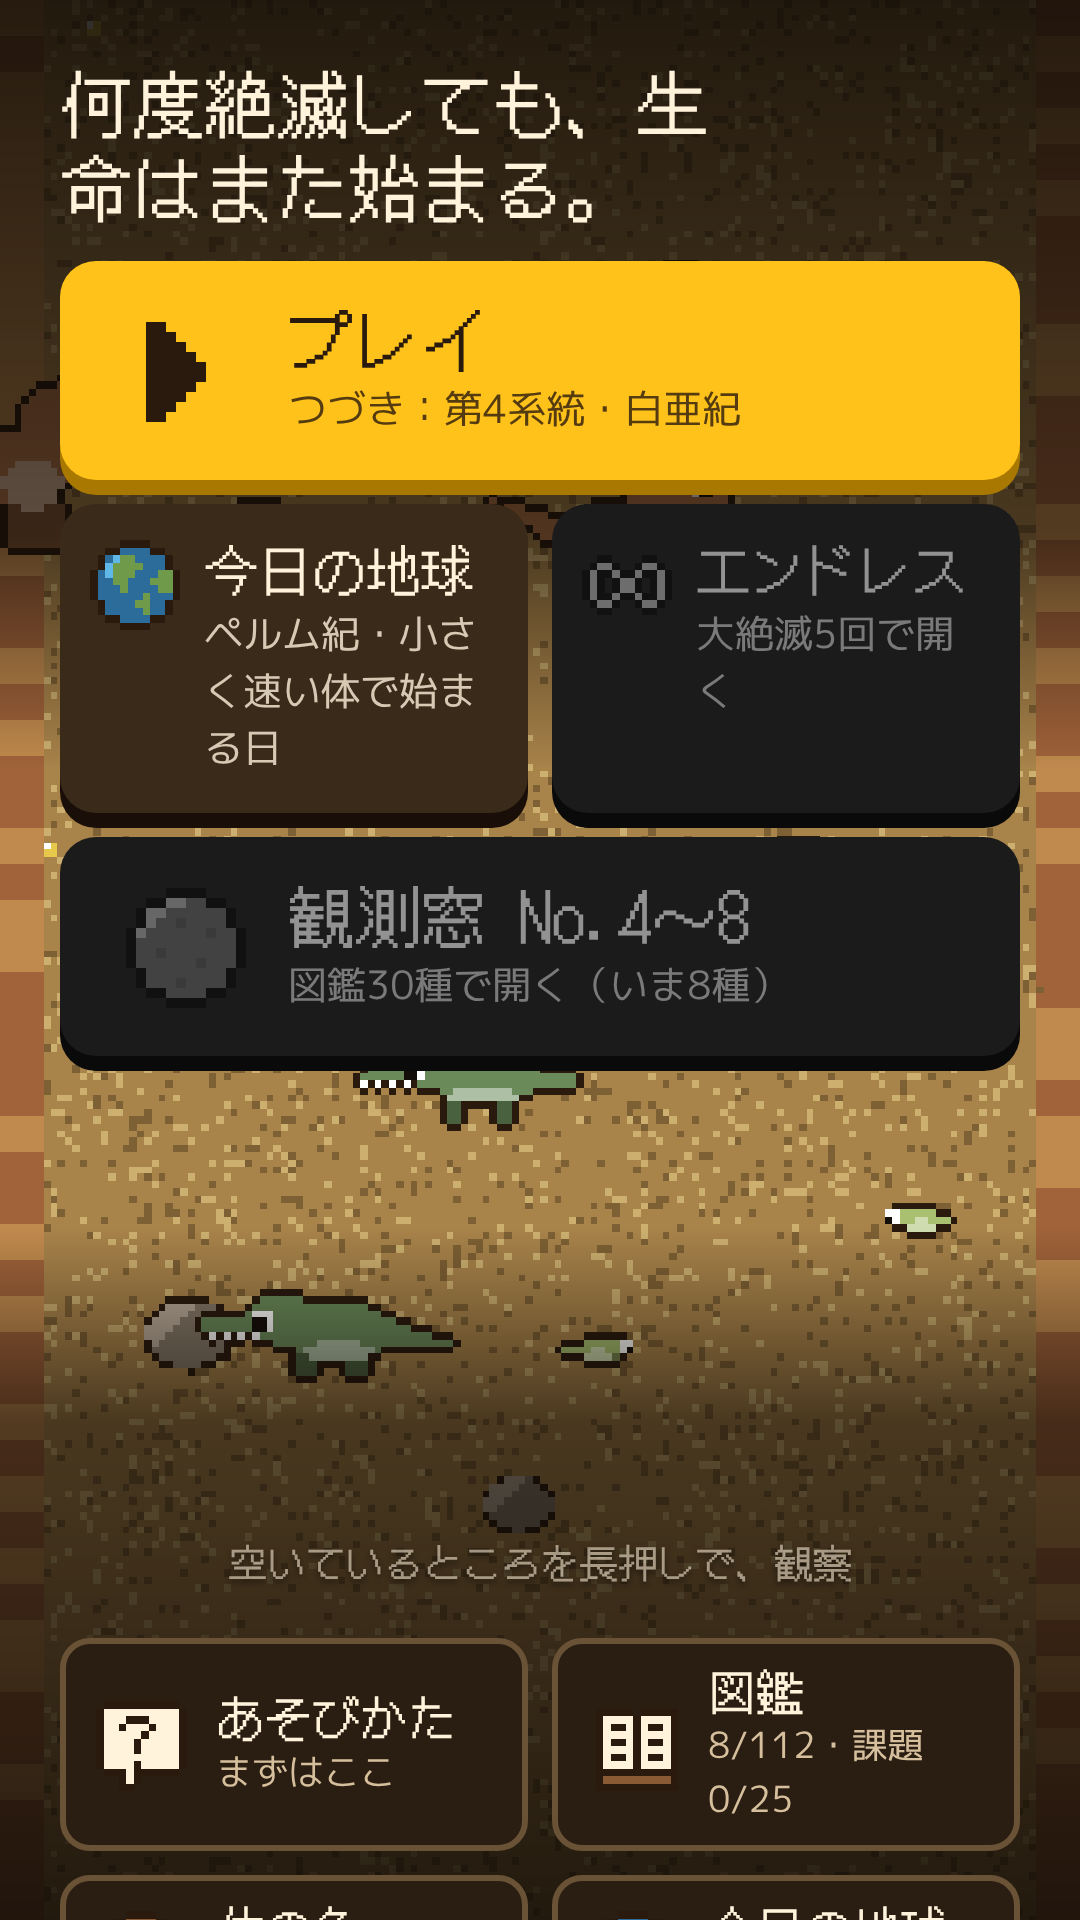 何度絶滅しても、生
命はまた始まる。
プレイ
つづき：第4系統・白亜紀
今日の地球
ペルム紀・小さ
く速い体で始ま
る日
エンドレス
大絶滅5回で開
く
観測窓 No.4〜8
図鑑30種で開く（いま8種）
空いているところを長押しで、観察
あそびかた
まずはここ
図鑑
8/112・課題
0/25
今日の地球